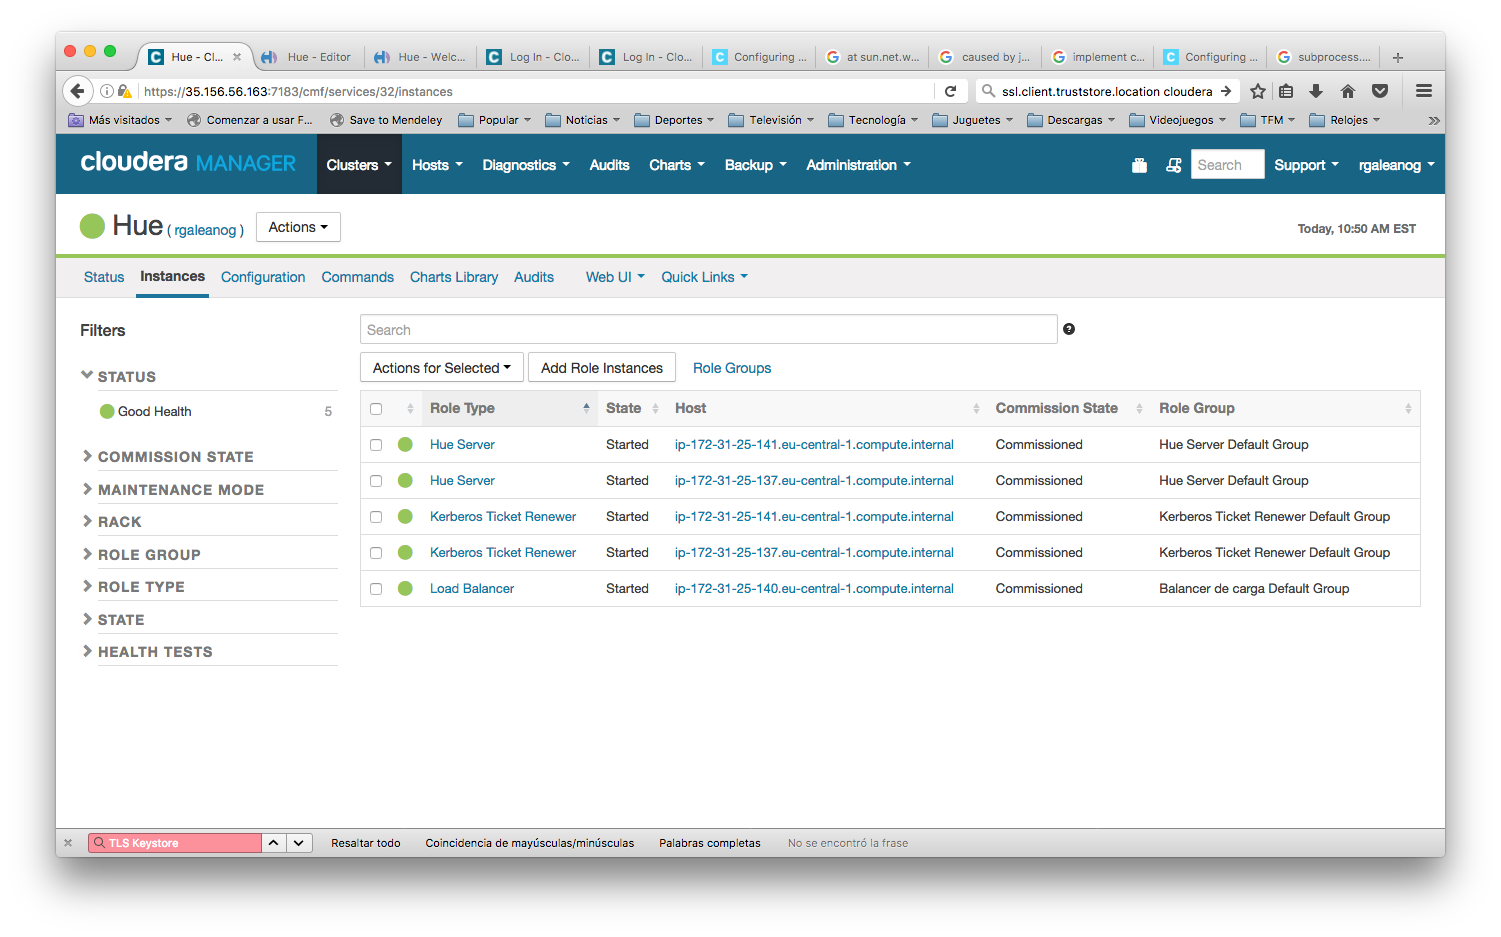 Hue - Cl...
Hue - Editor
Hue - Welc...
Log In - Clo...
Log In - Clo...
Configuring ...
at sun.net.w...
caused by j...
implement c...
Configuring ...
subprocess....
https://35.156.56.163:7183/cmf/services/32/instances
ssl.client.truststore.location cloudera
Más visitados
Comenzar a usar F...
Save to Mendeley
Popular
Noticias
Deportes
Televisión
Tecnología
Juguetes
Descargas
Videojuegos
TFM
Relojes
cloudera MANAGER
Clusters
Hosts
Diagnostics
Audits
Charts
Backup
Administration
Search
Support
rgaleanog
Hue ( rgaleanog )
Actions
Today, 10:50 AM EST
Status
Instances
Configuration
Commands
Charts Library
Audits
Web UI
Quick Links
Filters
STATUS
Good Health 5
COMMISSION STATE
MAINTENANCE MODE
RACK
ROLE GROUP
ROLE TYPE
STATE
HEALTH TESTS
Search
Actions for Selected
Add Role Instances
Role Groups
Role Type State Host Commission State Role Group
Hue Server Started ip-172-31-25-141.eu-central-1.compute.internal Commissioned Hue Server Default Group
Hue Server Started ip-172-31-25-137.eu-central-1.compute.internal Commissioned Hue Server Default Group
Kerberos Ticket Renewer Started ip-172-31-25-141.eu-central-1.compute.internal Commissioned Kerberos Ticket Renewer Default Group
Kerberos Ticket Renewer Started ip-172-31-25-137.eu-central-1.compute.internal Commissioned Kerberos Ticket Renewer Default Group
Load Balancer Started ip-172-31-25-140.eu-central-1.compute.internal Commissioned Balancer de carga Default Group
TLS Keystore
Resaltar todo
Coincidencia de mayúsculas/minúsculas
Palabras completas
No se encontró la frase